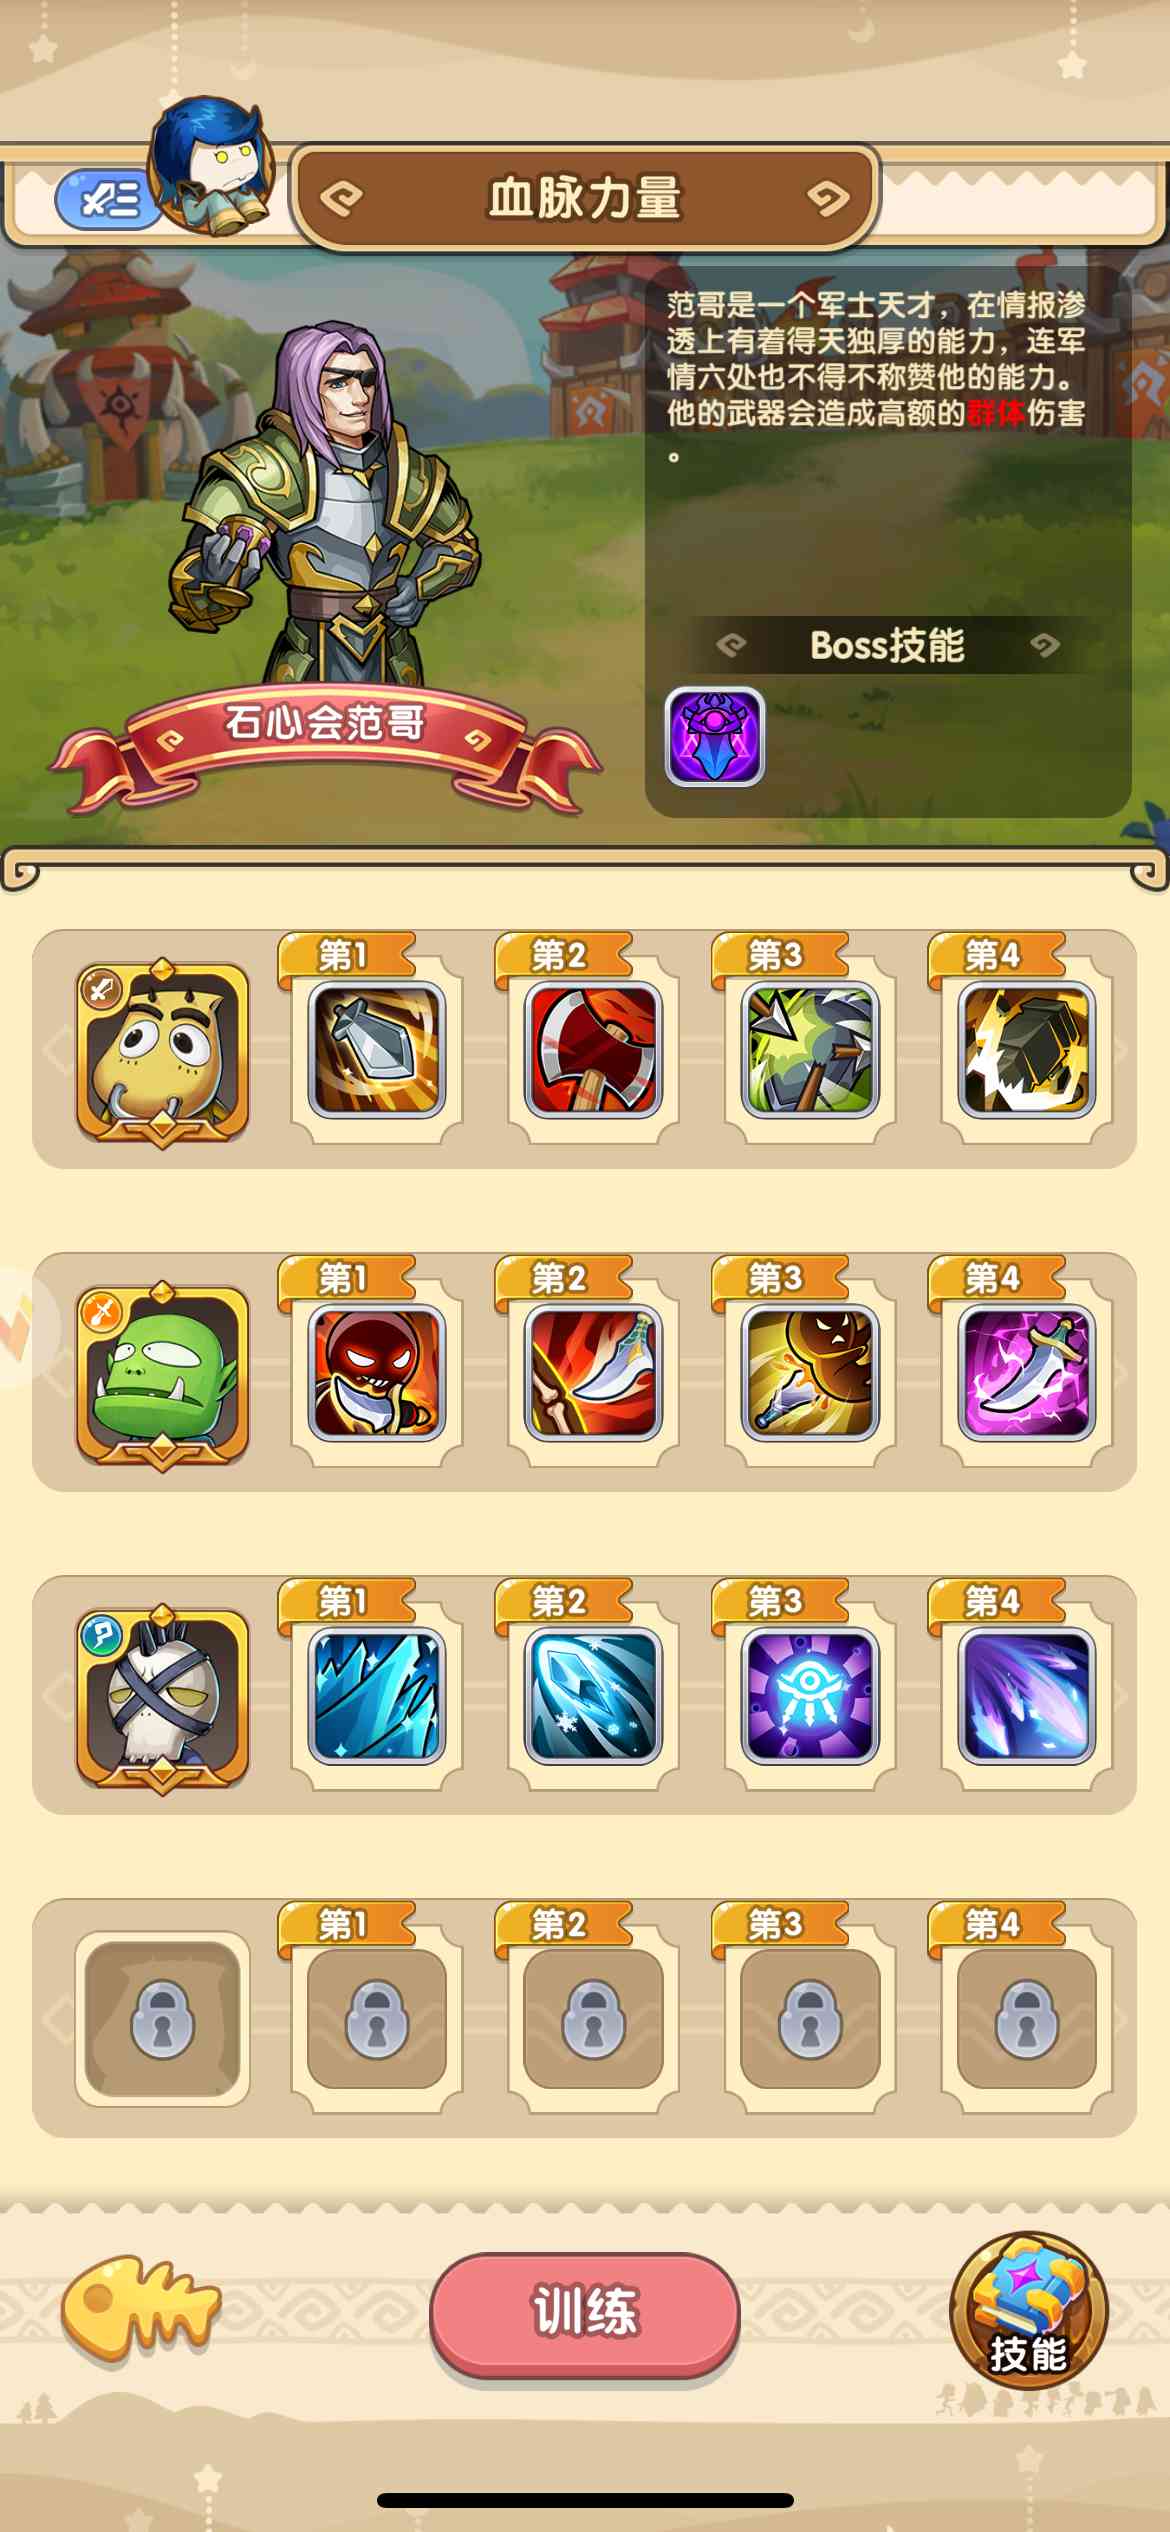 血脉力量
范哥是一个军士天才，在情报渗
透上有着得天独厚的能力，连军
情六处也不得不称赞他的能力。
他的武器会造成高额的群体伤害
。
Boss技能
石心会范哥
第1 第2 第3 第4
第1 第2 第3 第4
第1 第2 第3 第4
第1 第2 第3 第4
训练
技能